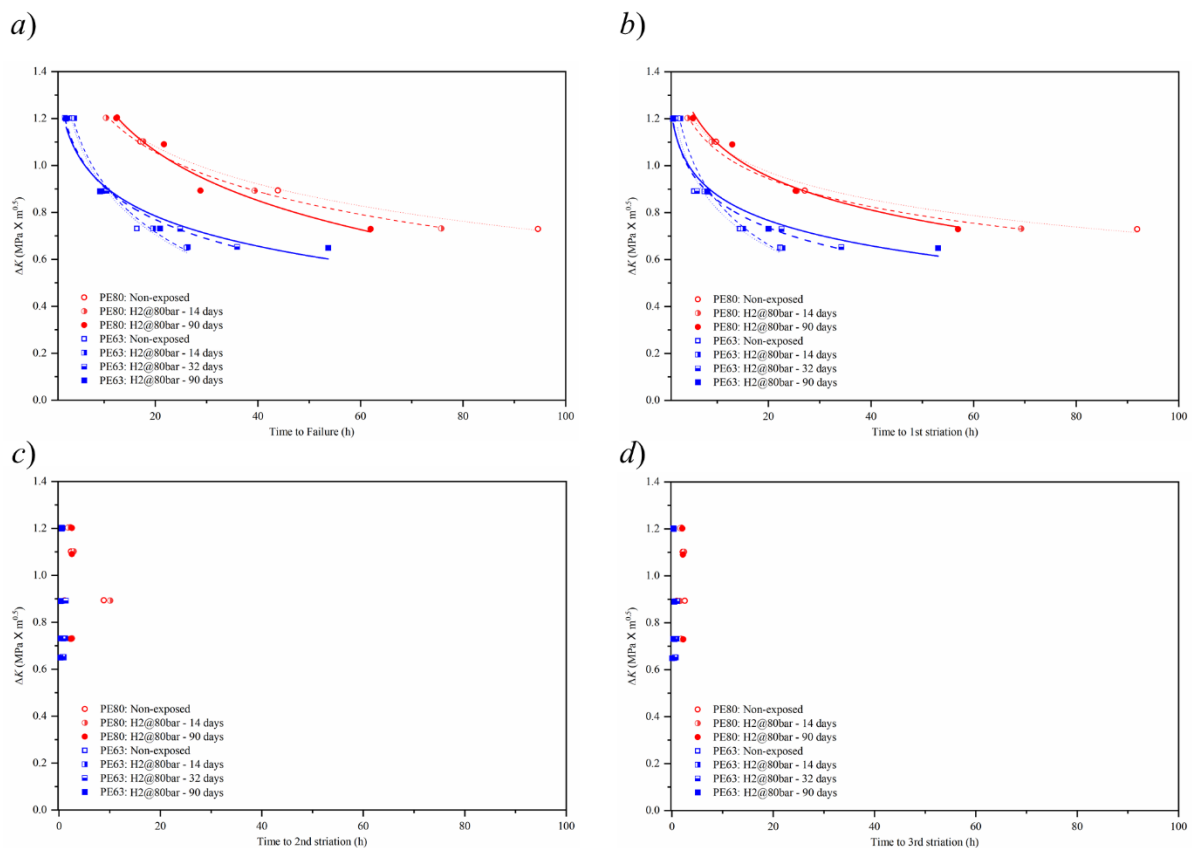 a)
1.4
1.2
1.0
0.8
0.6
0.4
0.2
0.0
ΔK (MPa X m^0.5)
PE80: Non-exposed
PE80: H2@80bar - 14 days
PE80: H2@80bar - 90 days
PE63: Non-exposed
PE63: H2@80bar - 14 days
PE63: H2@80bar - 32 days
PE63: H2@80bar - 90 days
20 40 60 80 100
Time to Failure (h)
b)
1.4
1.2
1.0
0.8
0.6
0.4
0.2
0.0
ΔK (MPa X m^0.5)
PE80: Non-exposed
PE80: H2@80bar - 14 days
PE80: H2@80bar - 90 days
PE63: Non-exposed
PE63: H2@80bar - 14 days
PE63: H2@80bar - 32 days
PE63: H2@80bar - 90 days
20 40 60 80 100
Time to 1st striation (h)
c)
1.4
1.2
1.0
0.8
0.6
0.4
0.2
0.0
ΔK (MPa X m^0.5)
PE80: Non-exposed
PE80: H2@80bar - 14 days
PE80: H2@80bar - 90 days
PE63: Non-exposed
PE63: H2@80bar - 14 days
PE63: H2@80bar - 32 days
PE63: H2@80bar - 90 days
0 20 40 60 80 100
Time to 2nd striation (h)
d)
1.4
1.2
1.0
0.8
0.6
0.4
0.2
0.0
ΔK (MPa X m^0.5)
PE80: Non-exposed
PE80: H2@80bar - 14 days
PE80: H2@80bar - 90 days
PE63: Non-exposed
PE63: H2@80bar - 14 days
PE63: H2@80bar - 32 days
PE63: H2@80bar - 90 days
0 20 40 60 80 100
Time to 3rd striation (h)